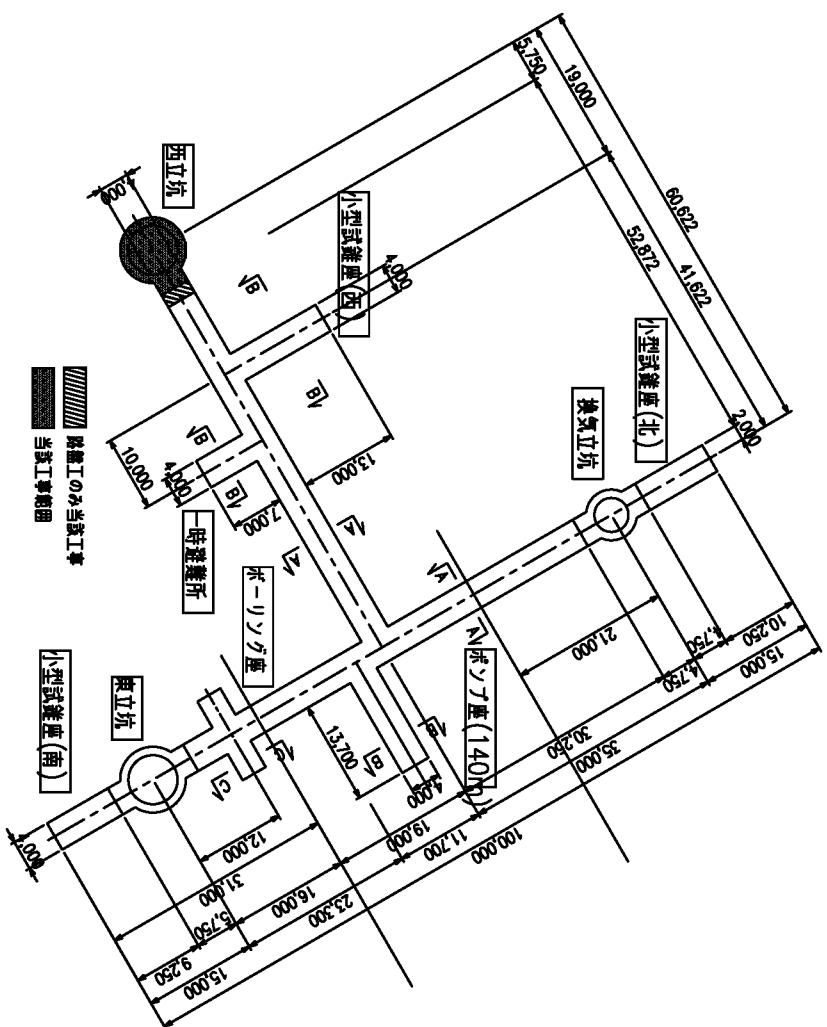 60,622
19,000
41,622
5,750
52,872
2,000
小型試錐座(北)
換気立坑
小型試錐座(西)
4,000
西立坑
B
B
13,000
B
B
10,000
4,000
7,000
一時避難所
A
A
A
ボーリング座
ポンプ座(140m)
B
B
13,700
4,000
C
C
東立坑
小型試錐座(南)
4,000
10,250
4,750
4,750
15,000
21,000
30,250
35,000
100,000
19,000
11,700
12,000
31,000
16,000
23,300
5,750
9,250
15,000
路盤工のみ当該工事
当該工事範囲